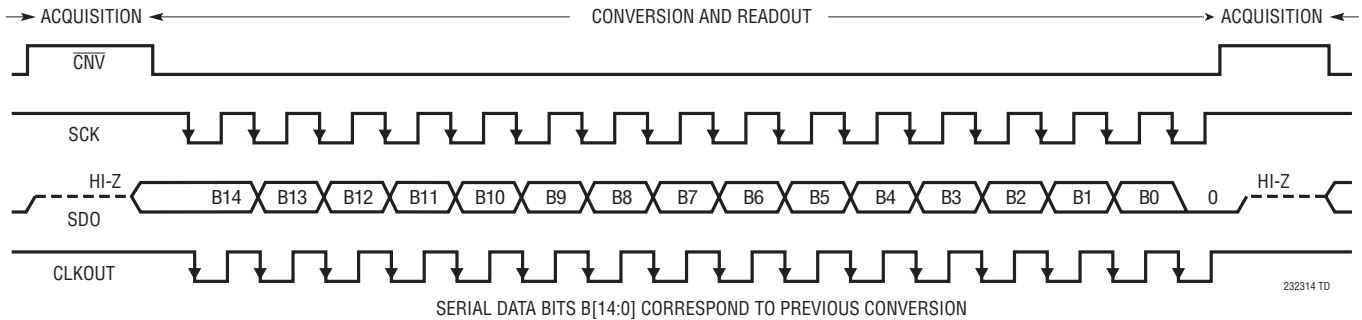 ACQUISITION CONVERSION AND READOUT ACQUISITION
CNV
SCK
HI-Z B14 B13 B12 B11 B10 B9 B8 B7 B6 B5 B4 B3 B2 B1 B0 0 HI-Z
SDO
CLKOUT
232314 TD
SERIAL DATA BITS B[14:0] CORRESPOND TO PREVIOUS CONVERSION